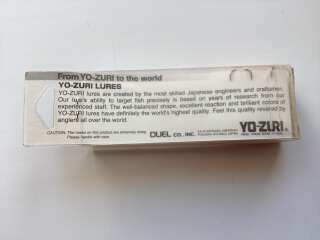 From YO-ZURI to the world
YO-ZURI LURES
YO-ZURI lures are created by the most skilled Japanese engineers and craftsmen.
Our lure's ability to target fish precisely is based on years of research from our
experienced staff. The well-balanced shape, excellent reaction and brilliant colors of
YO-ZURI lures have definitely the world's highest quality. Feel this quality revered by
anglers all over the world.
CAUTION: The hooks on this product are extremely sharp.
Please handle with care.
DUEL CO., INC.
YO-ZURI®